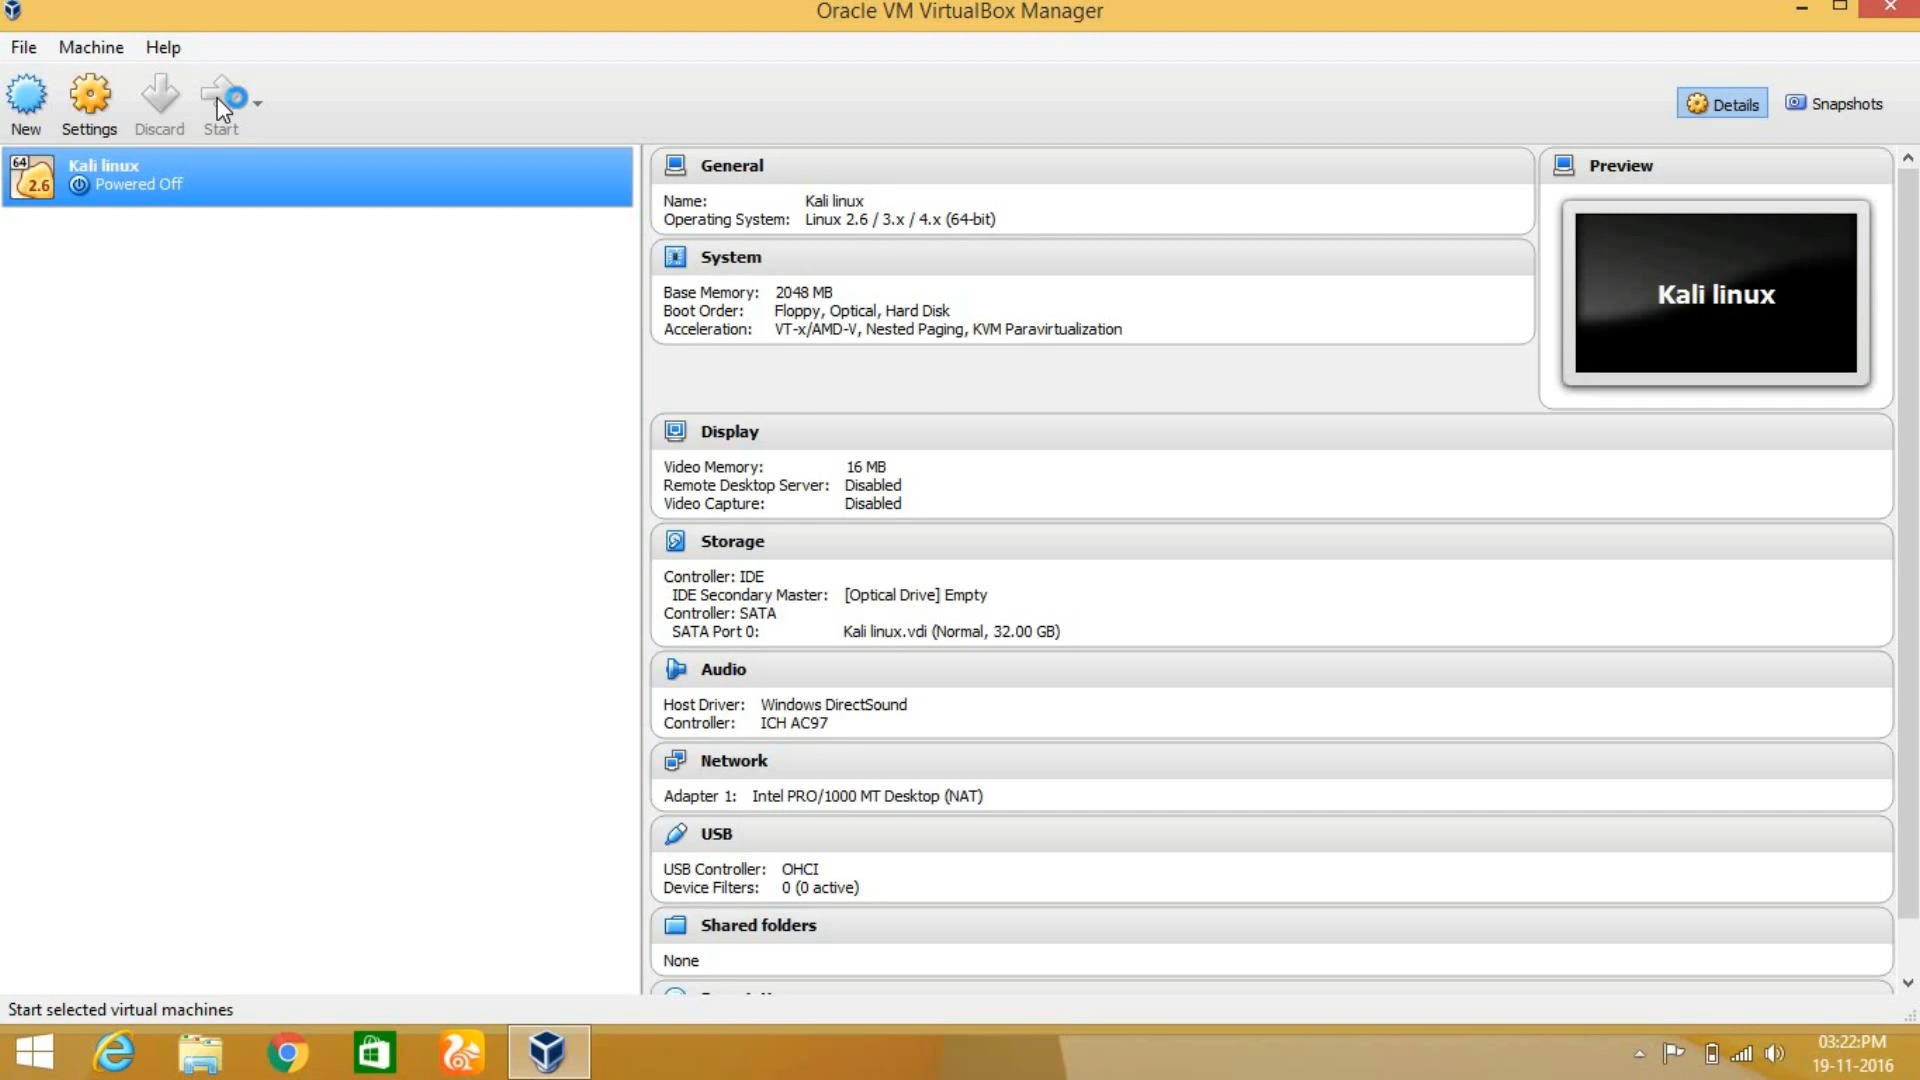 Oracle VM VirtualBox Manager
File Machine Help
New Settings Discard Start
Details Snapshots
64
2.6
Kali linux
Powered Off
General
Name: Kali linux
Operating System: Linux 2.6 / 3.x / 4.x (64-bit)
System
Base Memory: 2048 MB
Boot Order: Floppy, Optical, Hard Disk
Acceleration: VT-x/AMD-V, Nested Paging, KVM Paravirtualization
Preview
Kali linux
Display
Video Memory: 16 MB
Remote Desktop Server: Disabled
Video Capture: Disabled
Storage
Controller: IDE
IDE Secondary Master: [Optical Drive] Empty
Controller: SATA
SATA Port 0: Kali linux.vdi (Normal, 32.00 GB)
Audio
Host Driver: Windows DirectSound
Controller: ICH AC97
Network
Adapter 1: Intel PRO/1000 MT Desktop (NAT)
USB
USB Controller: OHCI
Device Filters: 0 (0 active)
Shared folders
None
Start selected virtual machines
03:22:PM
19-11-2016